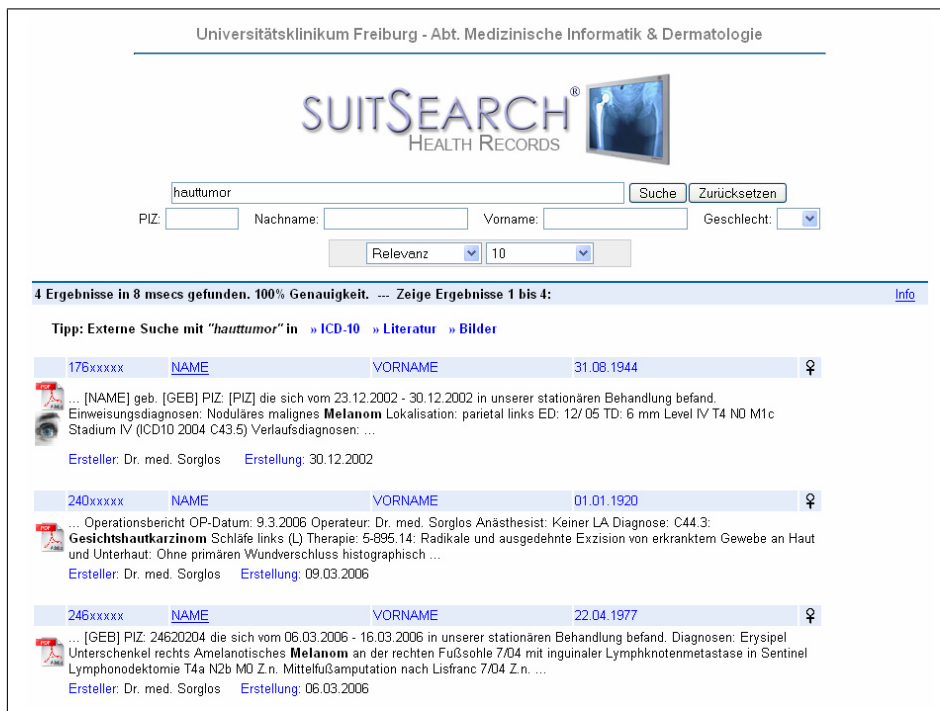 Universitätsklinikum Freiburg - Abt. Medizinische Informatik & Dermatologie
SUITSEARCH®
HEALTH RECORDS
hauttumor Suche Zurücksetzen
PIZ: Nachname: Vorname: Geschlecht:
Relevanz 10
4 Ergebnisse in 8 msecs gefunden. 100% Genauigkeit. --- Zeige Ergebnisse 1 bis 4: Info
Tipp: Externe Suche mit "hauttumor" in » ICD-10 » Literatur » Bilder
176xxxxx NAME VORNAME 31.08.1944 ♀
... [NAME] geb. [GEB] PIZ: [PIZ] die sich vom 23.12.2002 - 30.12.2002 in unserer stationären Behandlung befand.
Einweisungsdiagnosen: Noduläres malignes Melanom Lokalisation: parietal links ED: 12/ 05 TD: 6 mm Level IV T4 N0 M1c
Stadium IV (ICD10 2004 C43.5) Verlaufsdiagnosen: ...
Ersteller: Dr. med. Sorglos Erstellung: 30.12.2002
240xxxxx NAME VORNAME 01.01.1920 ♀
... Operationsbericht OP-Datum: 9.3.2006 Operateur: Dr. med. Sorglos Anästhesist: Keiner LA Diagnose: C44.3:
Gesichtshautkarzinom Schläfe links (L) Therapie: 5-895.14: Radikale und ausgedehnte Exzision von erkranktem Gewebe an Haut
und Unterhaut: Ohne primären Wundverschluss histographisch ...
Ersteller: Dr. med. Sorglos Erstellung: 09.03.2006
246xxxxx NAME VORNAME 22.04.1977 ♀
... [GEB] PIZ: 24620204 die sich vom 06.03.2006 - 16.03.2006 in unserer stationären Behandlung befand. Diagnosen: Erysipel
Unterschenkel rechts Amelanotisches Melanom an der rechten Fußsohle 7/04 mit inguinaler Lymphknotenmetastase in Sentinel
Lymphonodektomie T4a N2b M0 Z.n. Mittelfußamputation nach Lisfranc 7/04 Z.n. ...
Ersteller: Dr. med. Sorglos Erstellung: 06.03.2006